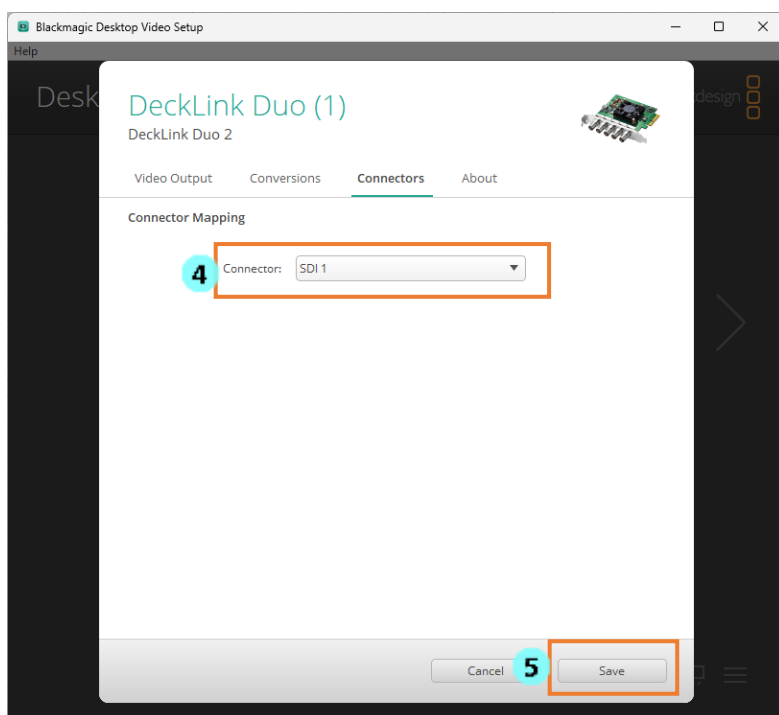 Blackmagic Desktop Video Setup
Help
Desk
design
DeckLink Duo (1)
DeckLink Duo 2
Video Output Conversions Connectors About
Connector Mapping
4 Connector: SDI 1
Cancel 5 Save